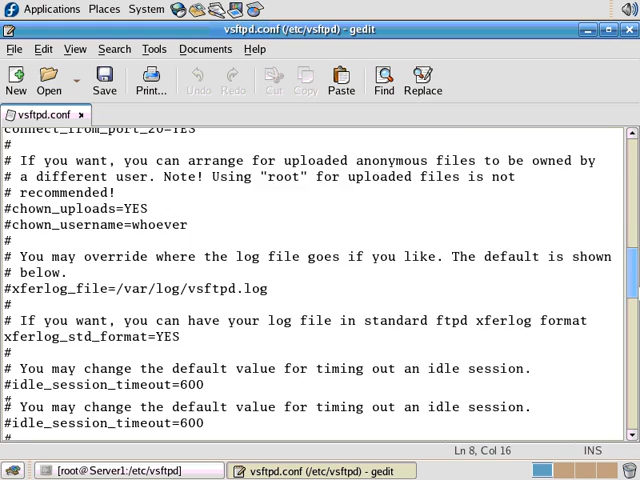 Applications Places System
vsftpd.conf (/etc/vsftpd) - gedit
File Edit View Search Tools Documents Help
New Open Save Print... Undo Redo Cut Copy Paste Find Replace
vsftpd.conf
connect_from_port_20=YES
#
# If you want, you can arrange for uploaded anonymous files to be owned by
# a different user. Note! Using "root" for uploaded files is not
# recommended!
#chown_uploads=YES
#chown_username=whoever
#
# You may override where the log file goes if you like. The default is shown
# below.
#xferlog_file=/var/log/vsftpd.log
#
# If you want, you can have your log file in standard ftpd xferlog format
xferlog_std_format=YES
#
# You may change the default value for timing out an idle session.
#idle_session_timeout=600
#
# You may change the default value for timing out an idle session.
#idle_session_timeout=600
#
Ln 8, Col 16 INS
[root@Server1:/etc/vsftpd] vsftpd.conf (/etc/vsftpd) - gedit